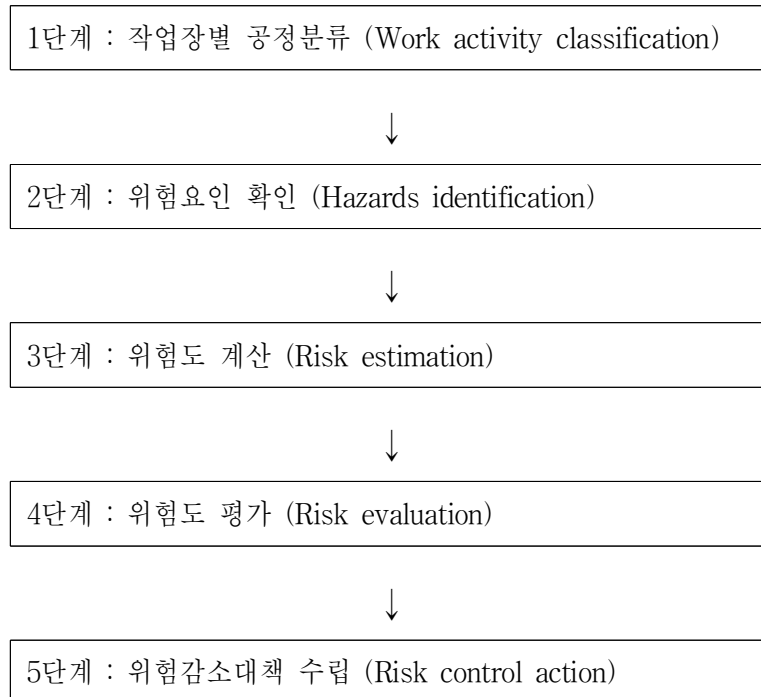 1단계 : 작업장별 공정분류 (Work activity classification)
↓
2단계 : 위험요인 확인 (Hazards identification)
↓
3단계 : 위험도 계산 (Risk estimation)
↓
4단계 : 위험도 평가 (Risk evaluation)
↓
5단계 : 위험감소대책 수립 (Risk control action)